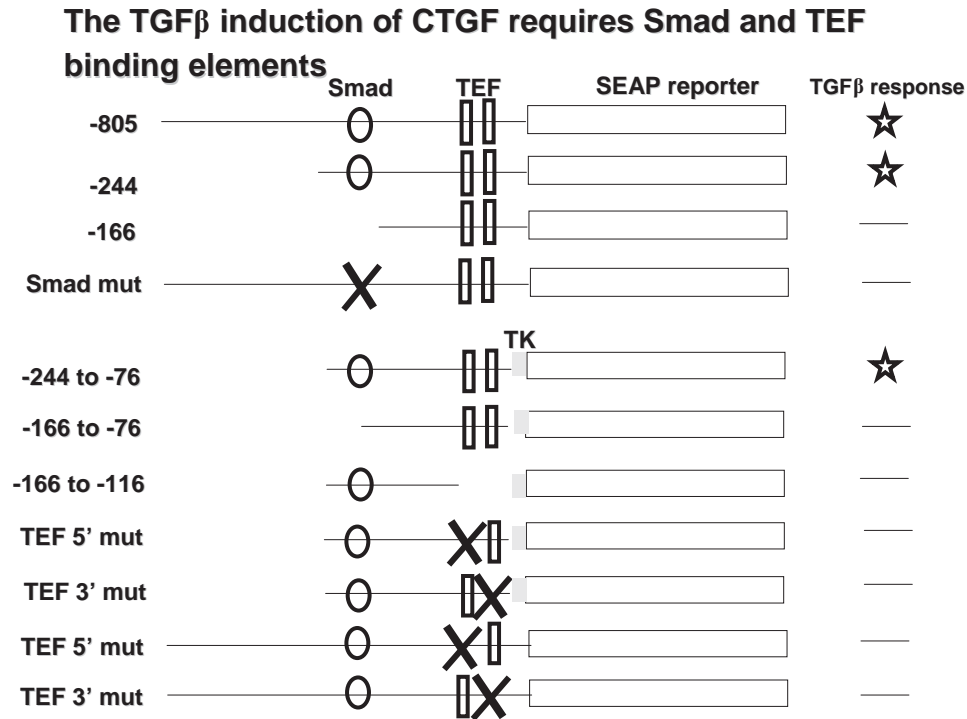 The TGFβ induction of CTGF requires Smad and TEF
binding elements
Smad TEF SEAP reporter TGFβ response
-805
-244
-166
Smad mut
TK
-244 to -76
-166 to -76
-166 to -116
TEF 5’ mut
TEF 3’ mut
TEF 5’ mut
TEF 3’ mut